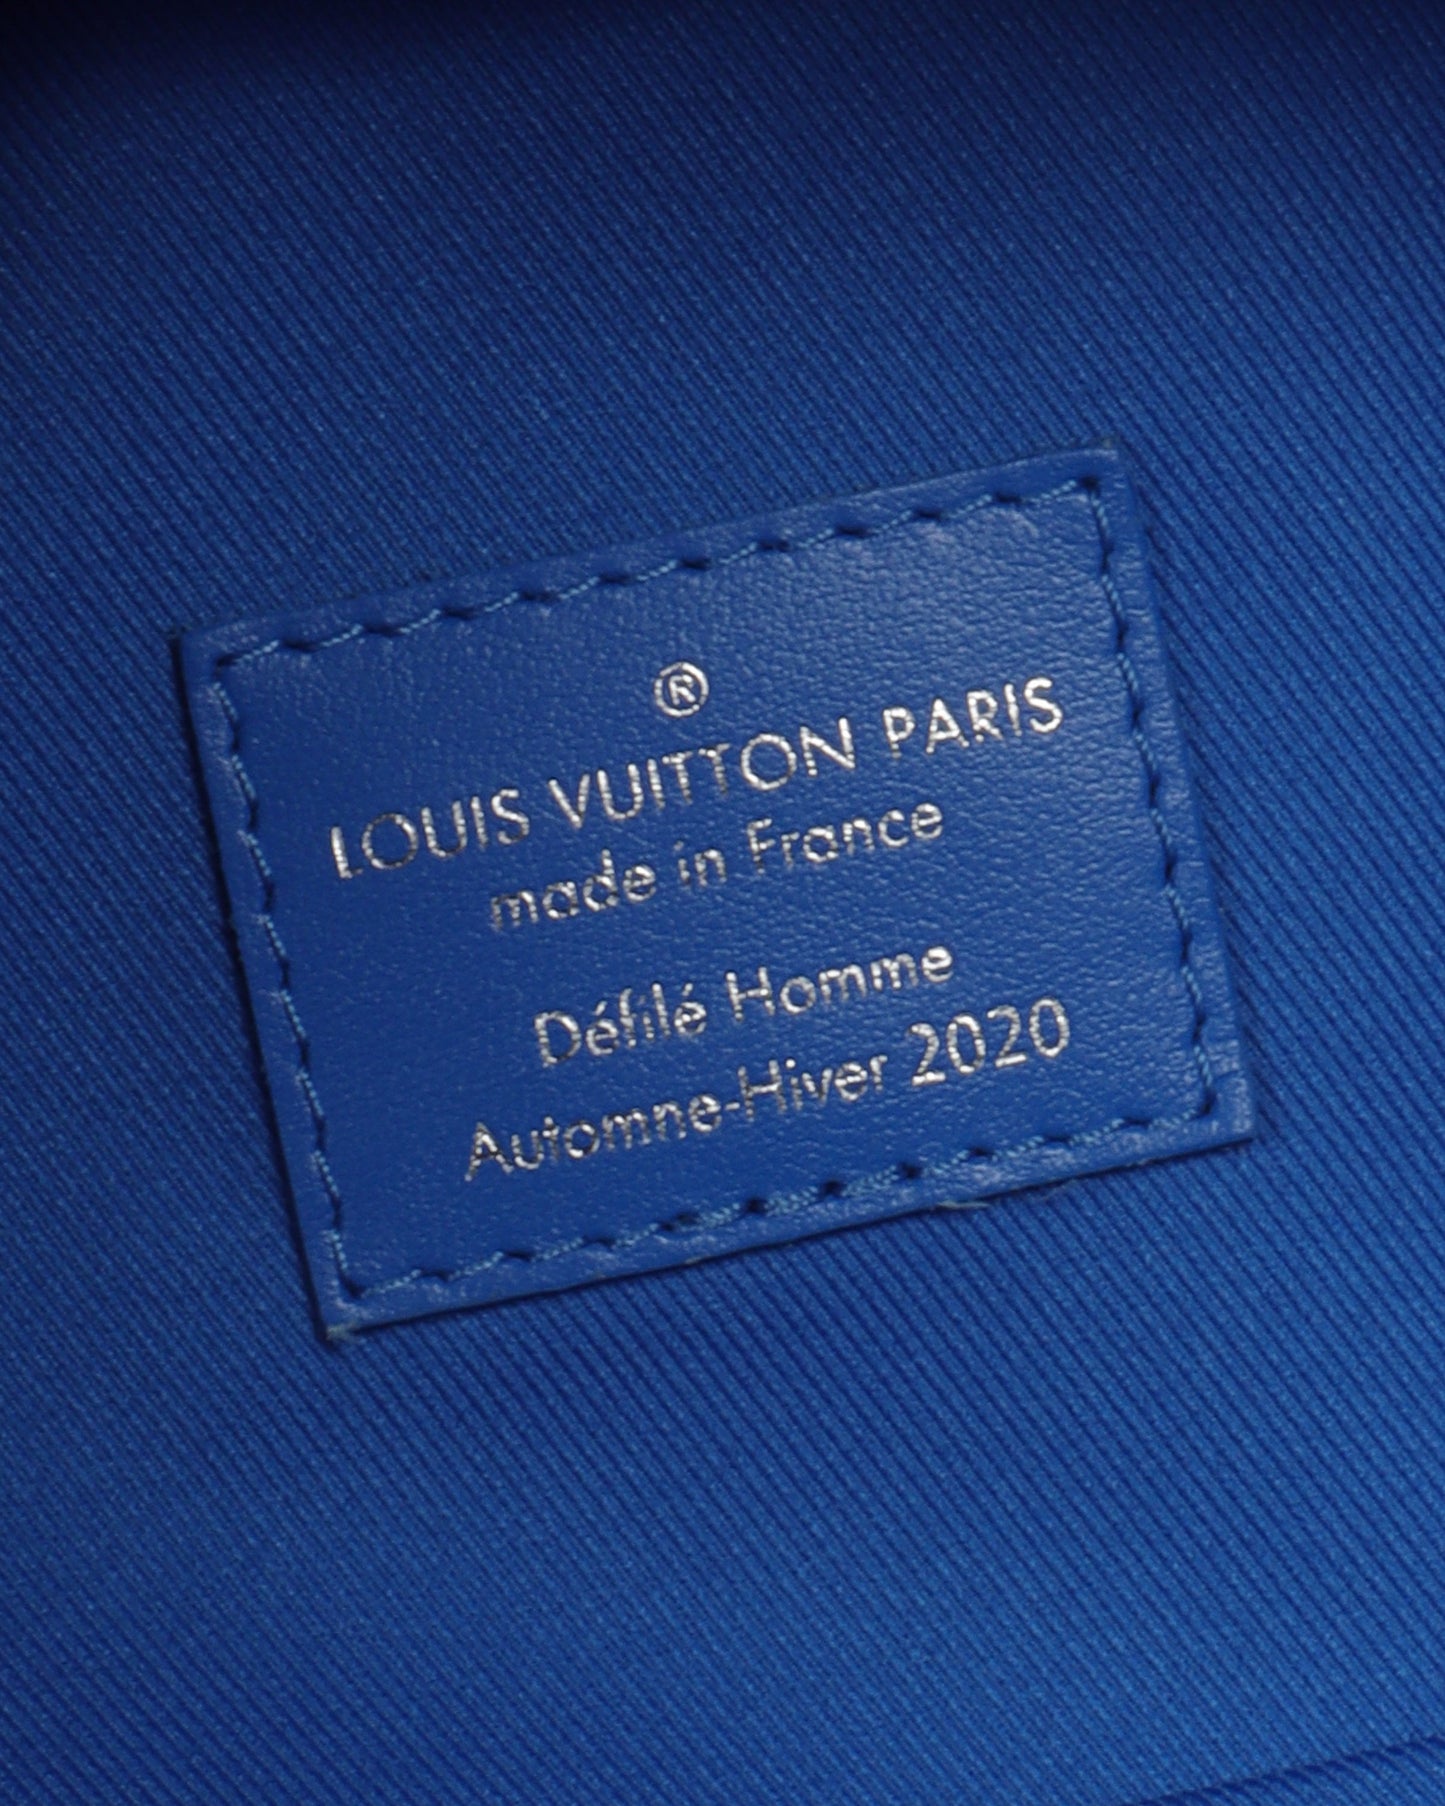 ®
LOUIS VUITTON PARIS
made in France
Défilé Homme
Automne-Hiver 2020